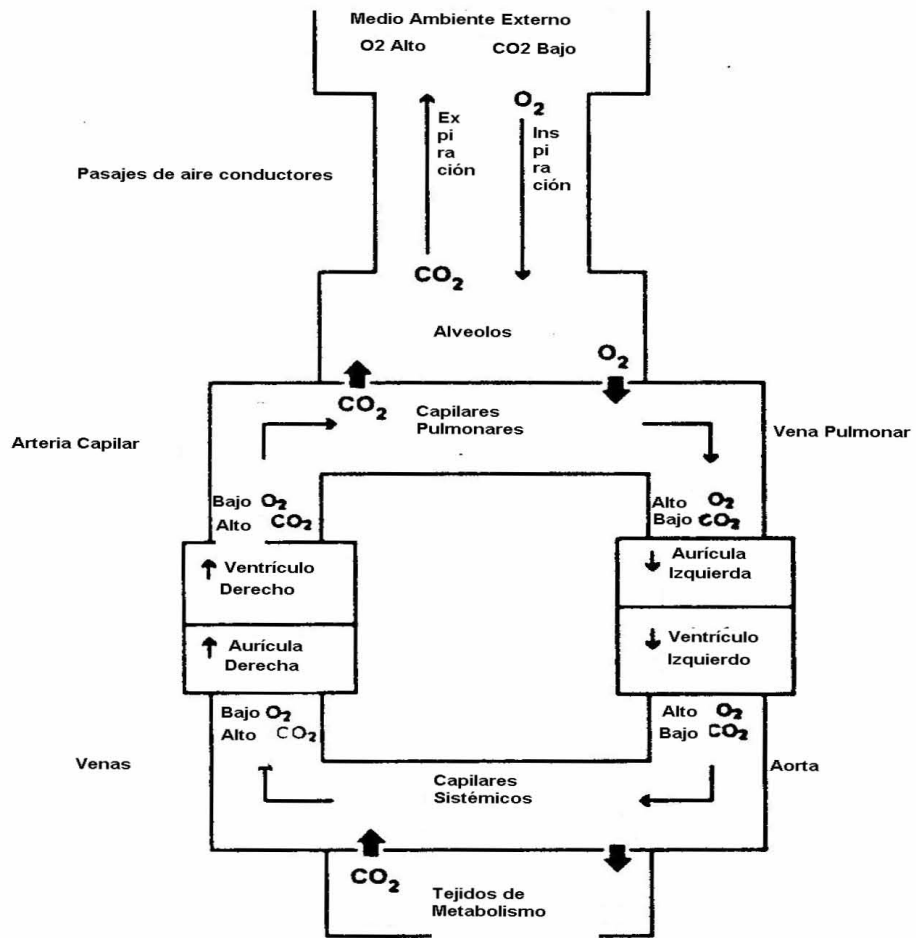 Medio Ambiente Externo
O2 Alto CO2 Bajo
O₂
Ex
pi
ra
ción
Ins
pi
ra
ción
Pasajes de aire conductores
CO₂
Alveolos
O₂
CO₂
Capilares
Pulmonares
Arteria Capilar
Vena Pulmonar
Bajo O₂
Alto CO₂
Alto O₂
Bajo CO₂
Ventrículo
Derecho
Aurícula
Izquierda
Aurícula
Derecha
Ventrículo
Izquierdo
Bajo O₂
Alto CO₂
Alto O₂
Bajo CO₂
Venas
Aorta
Capilares
Sistémicos
CO₂
Tejidos de
Metabolismo